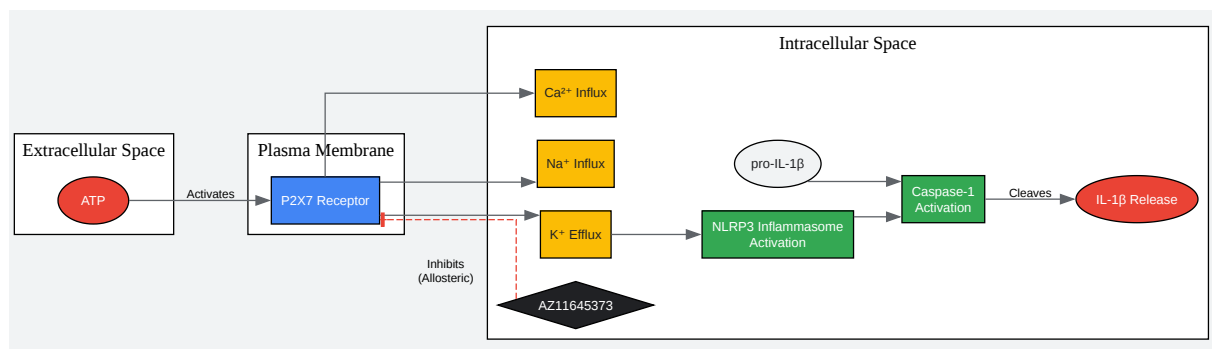 Intracellular Space
Ca²⁺ Influx
Extracellular Space
Plasma Membrane
Na⁺ Influx
pro-IL-1β
ATP
Activates
P2X7 Receptor
Caspase-1
Activation
Cleaves
IL-1β Release
K⁺ Efflux
NLRP3 Inflammasome
Activation
Inhibits
(Allosteric)
AZ11645373